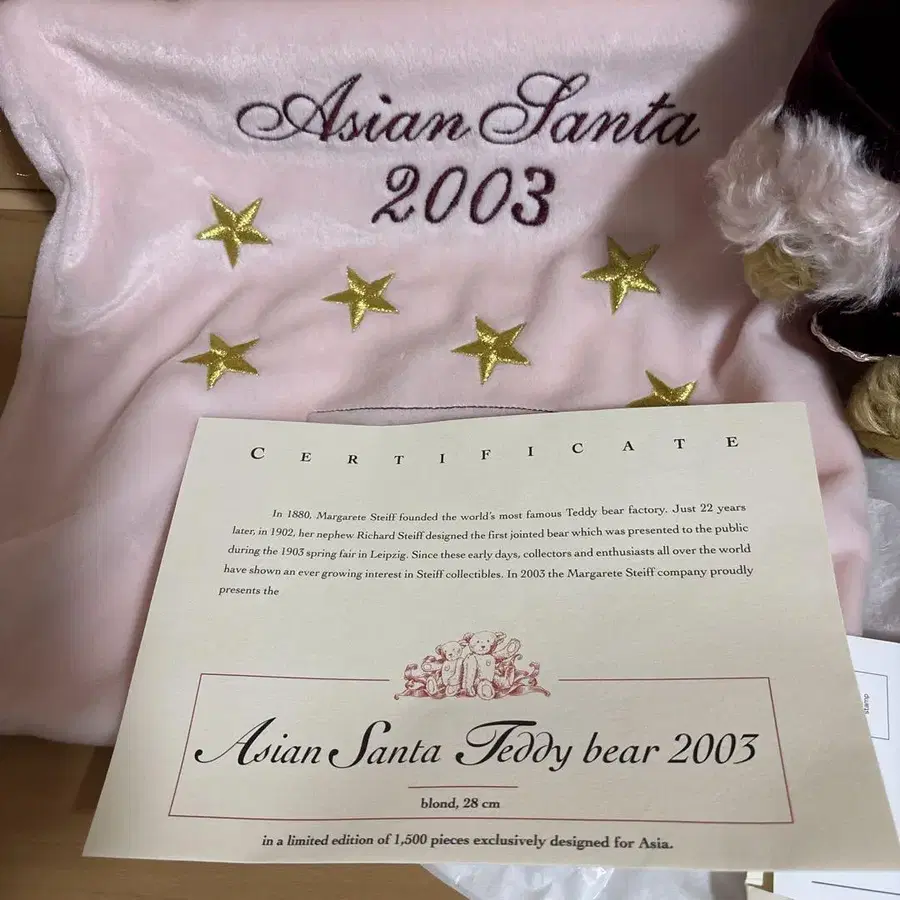 Asian Santa
2003
CERTIFICATE
In 1880, Margarete Steiff founded the world's most famous Teddy bear factory. Just 22 years
later, in 1902, her nephew Richard Steiff designed the first jointed bear which was presented to the public
during the 1903 spring fair in Leipzig. Since these early days, collectors and enthusiasts all over the world
have shown an ever growing interest in Steiff collectibles. In 2003 the Margarete Steiff company proudly
presents the
Asian Santa Teddy bear 2003
blond, 28 cm
in a limited edition of 1,500 pieces exclusively designed for Asia.
stamp